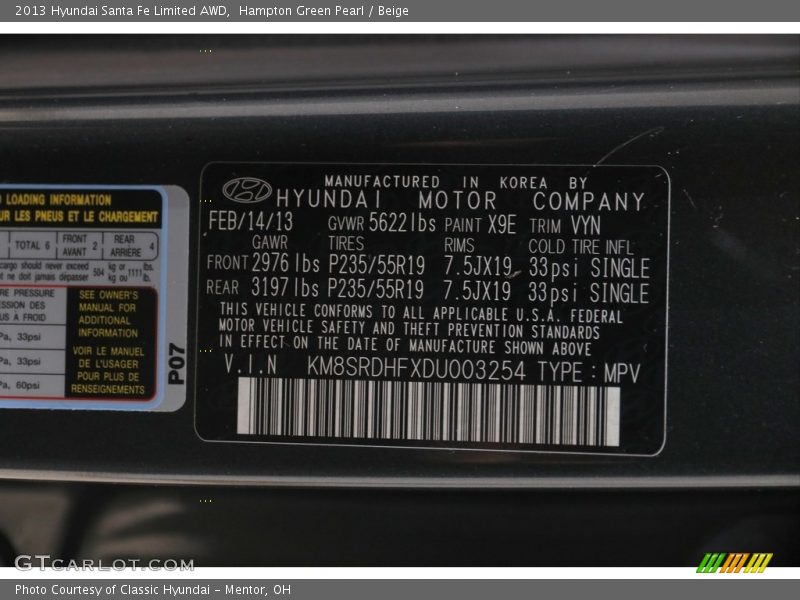 2013 Hyundai Santa Fe Limited AWD,  Hampton Green Pearl / Beige
LOADING INFORMATION
UR LES PNEUS ET LE CHARGEMENT
TOTAL 6 FRONT AVANT 2 REAR ARRIÈRE 4
cargo should never exceed 504 kg or 1111 lbs.
ne doit jamais dépasser kg ou lb.
RE PRESSURE
SSION DES
US À FROID
Pa, 33psi
Pa, 33psi
Pa, 60psi
SEE OWNER'S
MANUAL FOR
ADDITIONAL
INFORMATION
VOIR LE MANUEL
DE L'USAGER
POUR PLUS DE
RENSEIGNEMENTS
P07
MANUFACTURED IN KOREA BY
HYUNDAI MOTOR COMPANY
FEB/14/13 GVWR 5622 lbs PAINT X9E TRIM VYN
GAWR TIRES RIMS COLD TIRE INFL
FRONT 2976 lbs P235/55R19 7.5JX19 33psi SINGLE
REAR 3197 lbs P235/55R19 7.5JX19 33psi SINGLE
THIS VEHICLE CONFORMS TO ALL APPLICABLE U.S.A. FEDERAL
MOTOR VEHICLE SAFETY AND THEFT PREVENTION STANDARDS
IN EFFECT ON THE DATE OF MANUFACTURE SHOWN ABOVE
V.I.N KM8SRDHFXDU003254 TYPE : MPV
GTCARLOT.COM
Photo Courtesy of Classic Hyundai – Mentor, OH